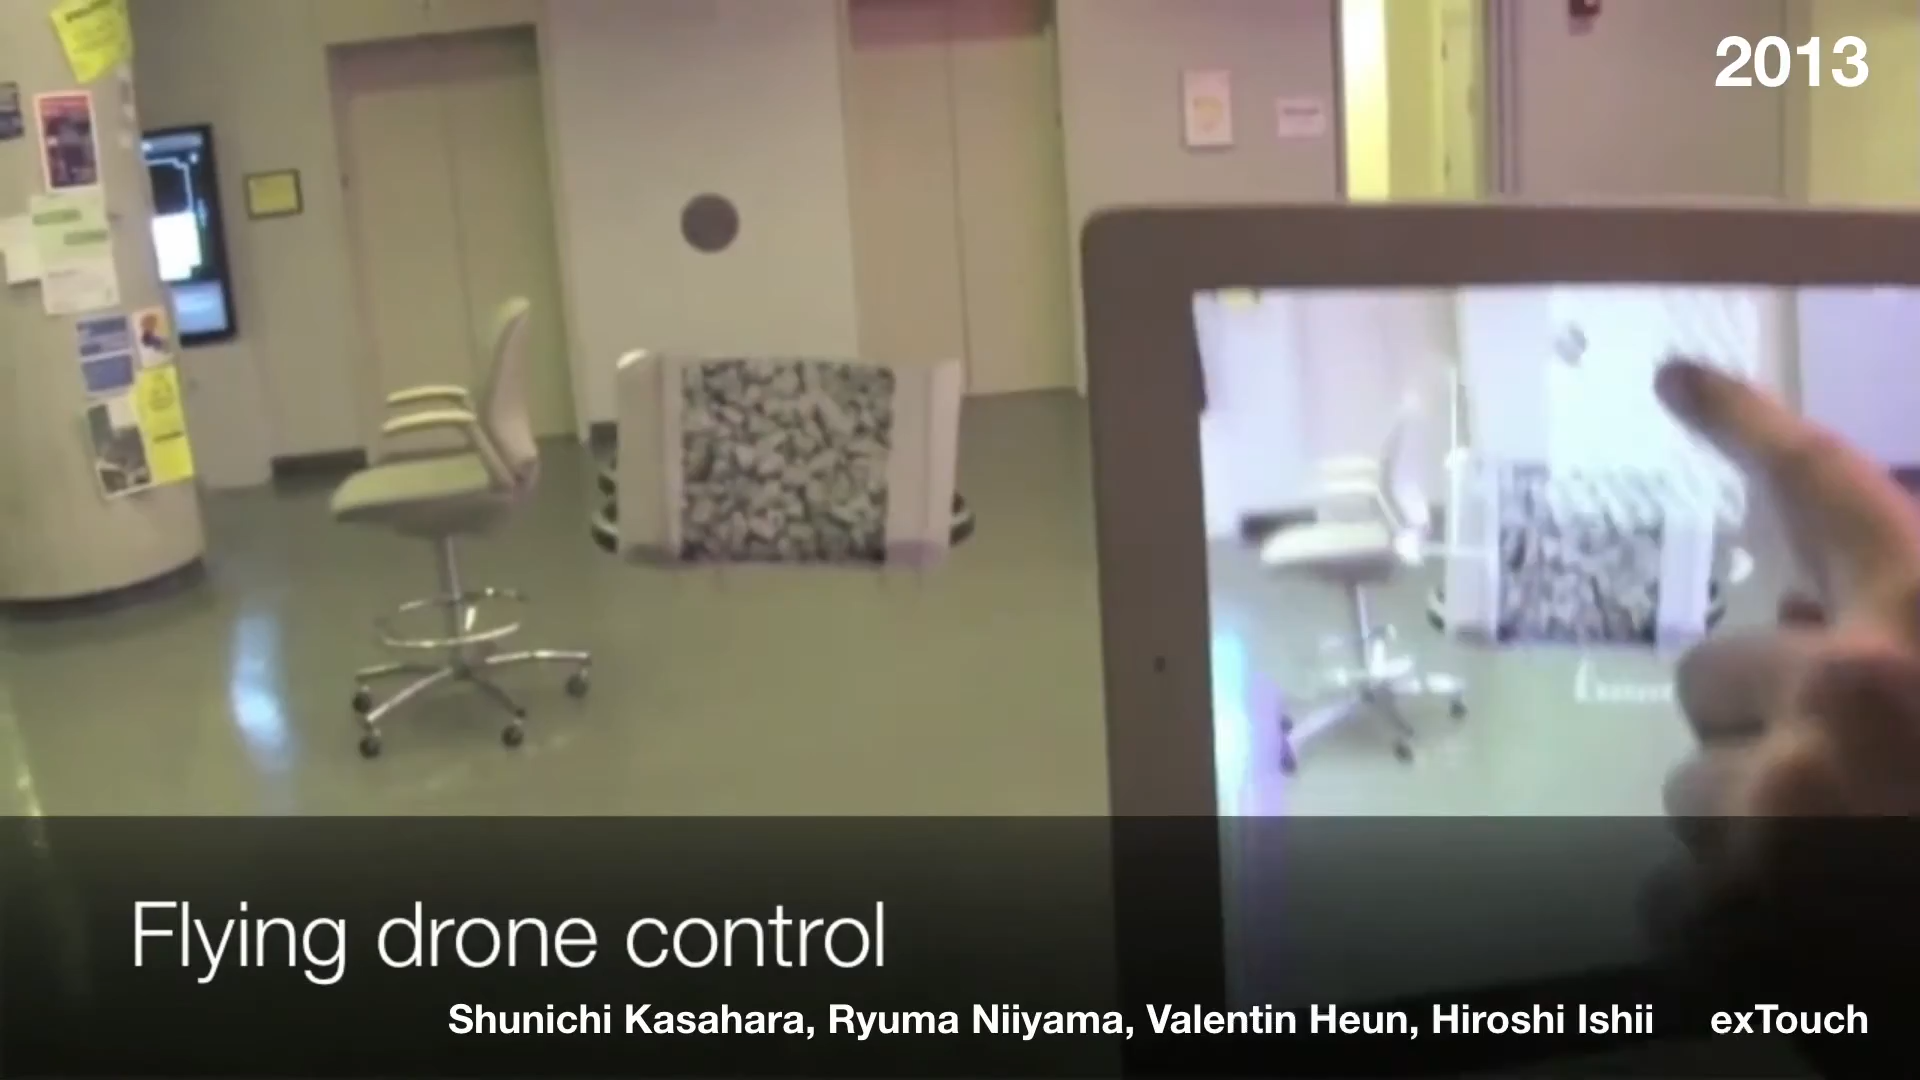 2013
Flying drone control
Shunichi Kasahara, Ryuma Niiyama, Valentin Heun, Hiroshi Ishii exTouch